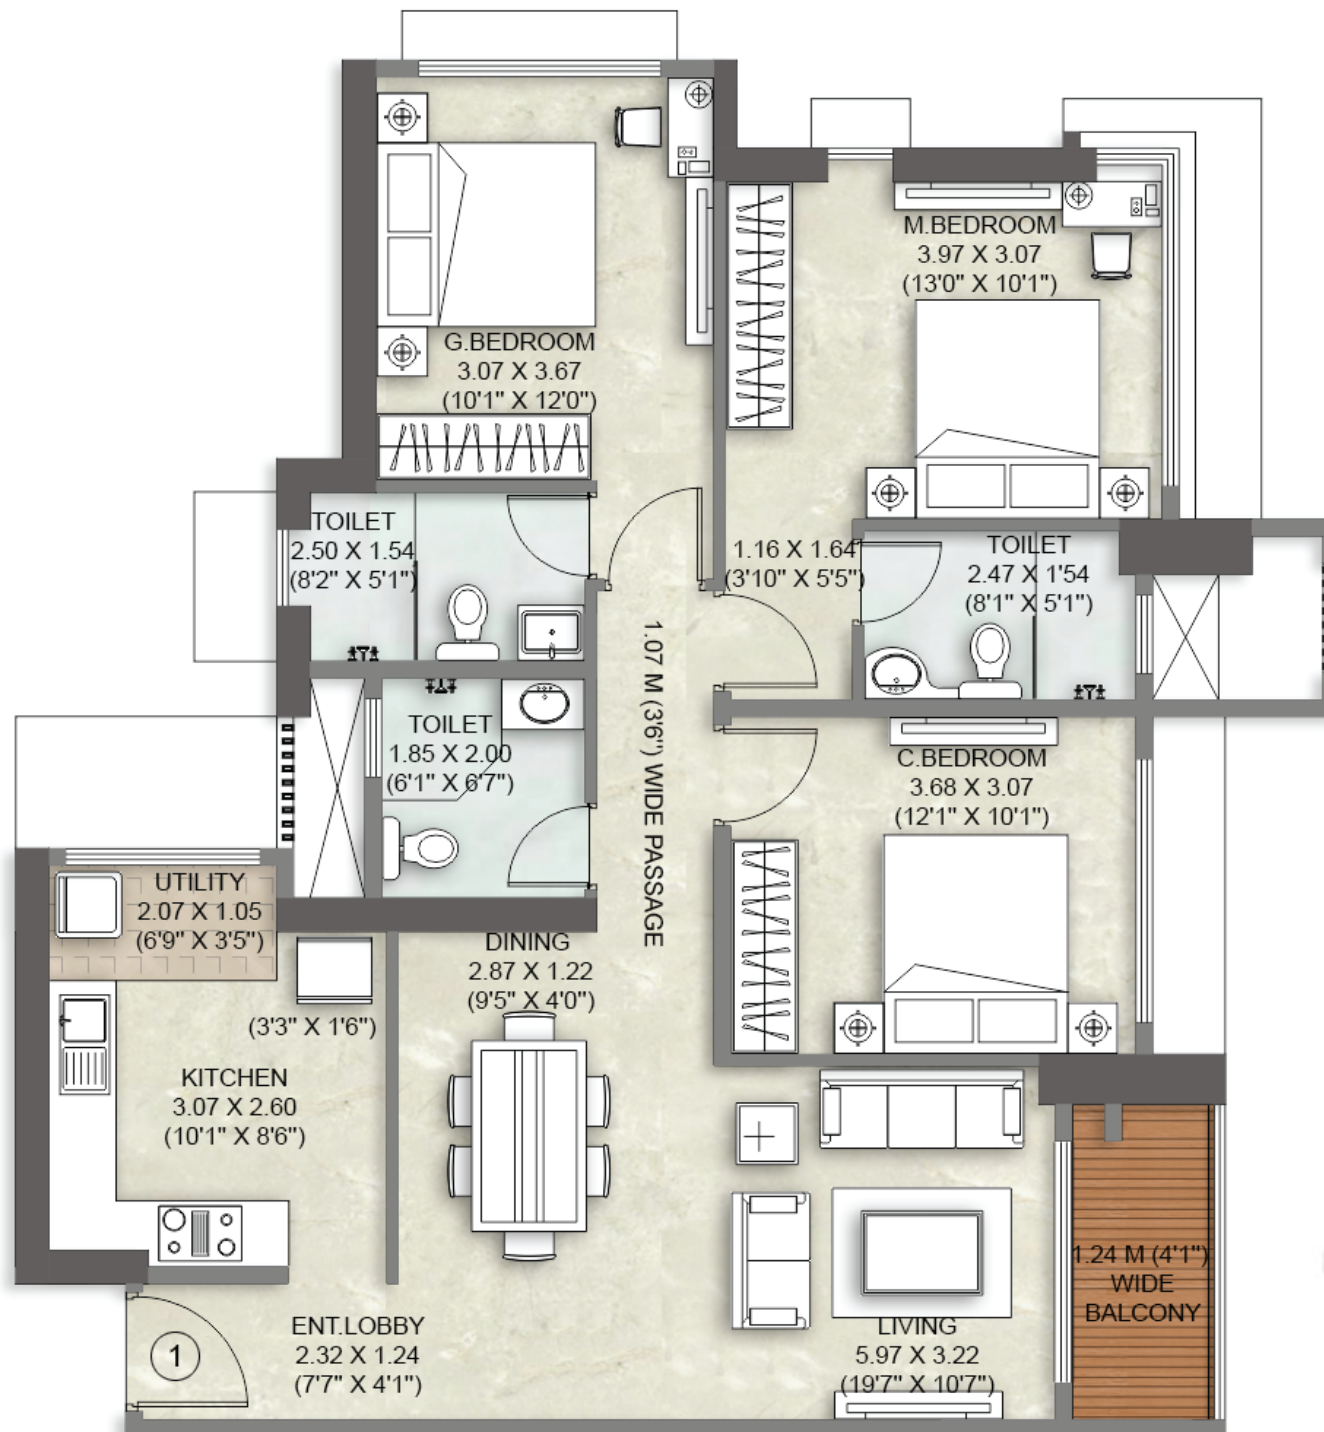 M.BEDROOM
3.97 X 3.07
(13'0" X 10'1")
G.BEDROOM
3.07 X 3.67
(10'1" X 12'0")
TOILET
2.50 X 1.54
(8'2" X 5'1")
1.16 X 1.64
(3'10" X 5'5")
TOILET
2.47 X 1'54
(8'1" X 5'1")
1.07 M (3'6") WIDE PASSAGE
TOILET
1.85 X 2.00
(6'1" X 6'7")
C.BEDROOM
3.68 X 3.07
(12'1" X 10'1")
UTILITY
2.07 X 1.05
(6'9" X 3'5")
DINING
2.87 X 1.22
(9'5" X 4'0")
(3'3" X 1'6")
KITCHEN
3.07 X 2.60
(10'1" X 8'6")
1.24 M (4'1")
WIDE
BALCONY
ENT.LOBBY
2.32 X 1.24
(7'7" X 4'1")
1
LIVING
5.97 X 3.22
(19'7" X 10'7")